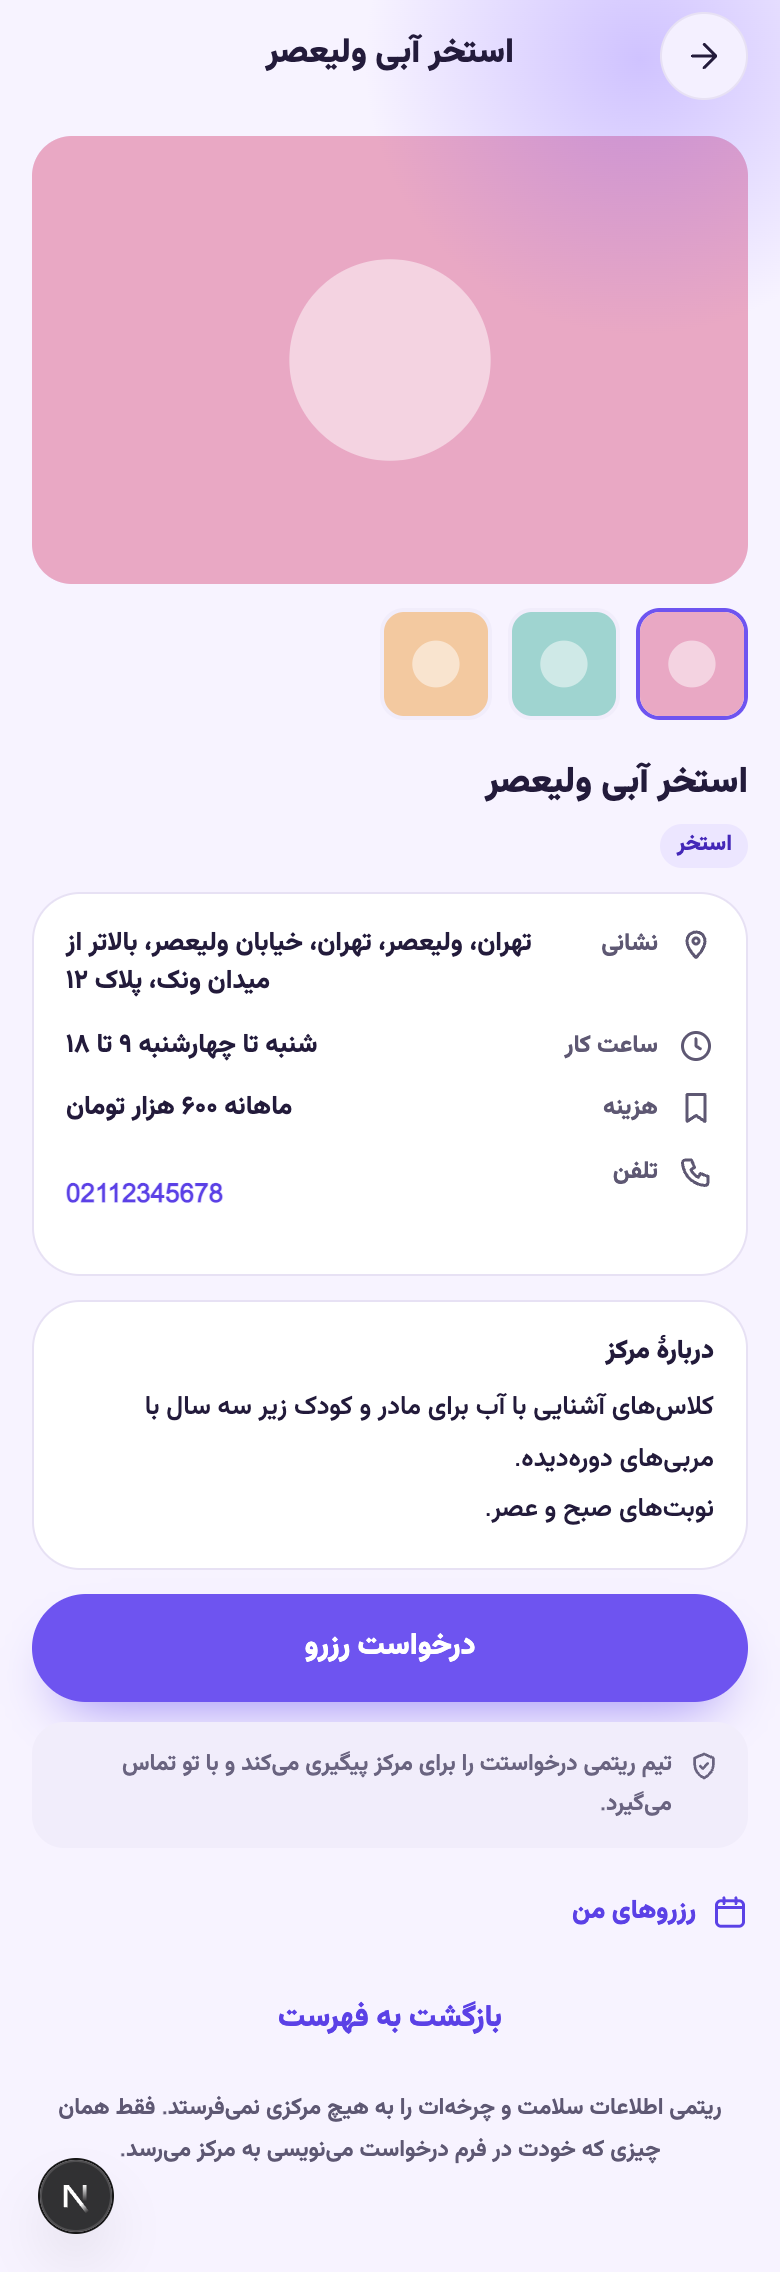 استخر آبی ولیعصر
استخر آبی ولیعصر
استخر
نشانی
تهران، ولیعصر، تهران، خیابان ولیعصر، بالاتر از
میدان ونک، پلاک ۱۲
ساعت کار
شنبه تا چهارشنبه ۹ تا ۱۸
هزینه
ماهانه ۶۰۰ هزار تومان
تلفن
02112345678
دربارهٔ مرکز
کلاس‌های آشنایی با آب برای مادر و کودک زیر سه سال با
مربی‌های دوره‌دیده.
نوبت‌های صبح و عصر.
درخواست رزرو
تیم ریتمی درخواستت را برای مرکز پیگیری می‌کند و با تو تماس
می‌گیرد.
رزروهای من
بازگشت به فهرست
ریتمی اطلاعات سلامت و چرخه‌ات را به هیچ مرکزی نمی‌فرستد. فقط همان
چیزی که خودت در فرم درخواست می‌نویسی به مرکز می‌رسد.
N